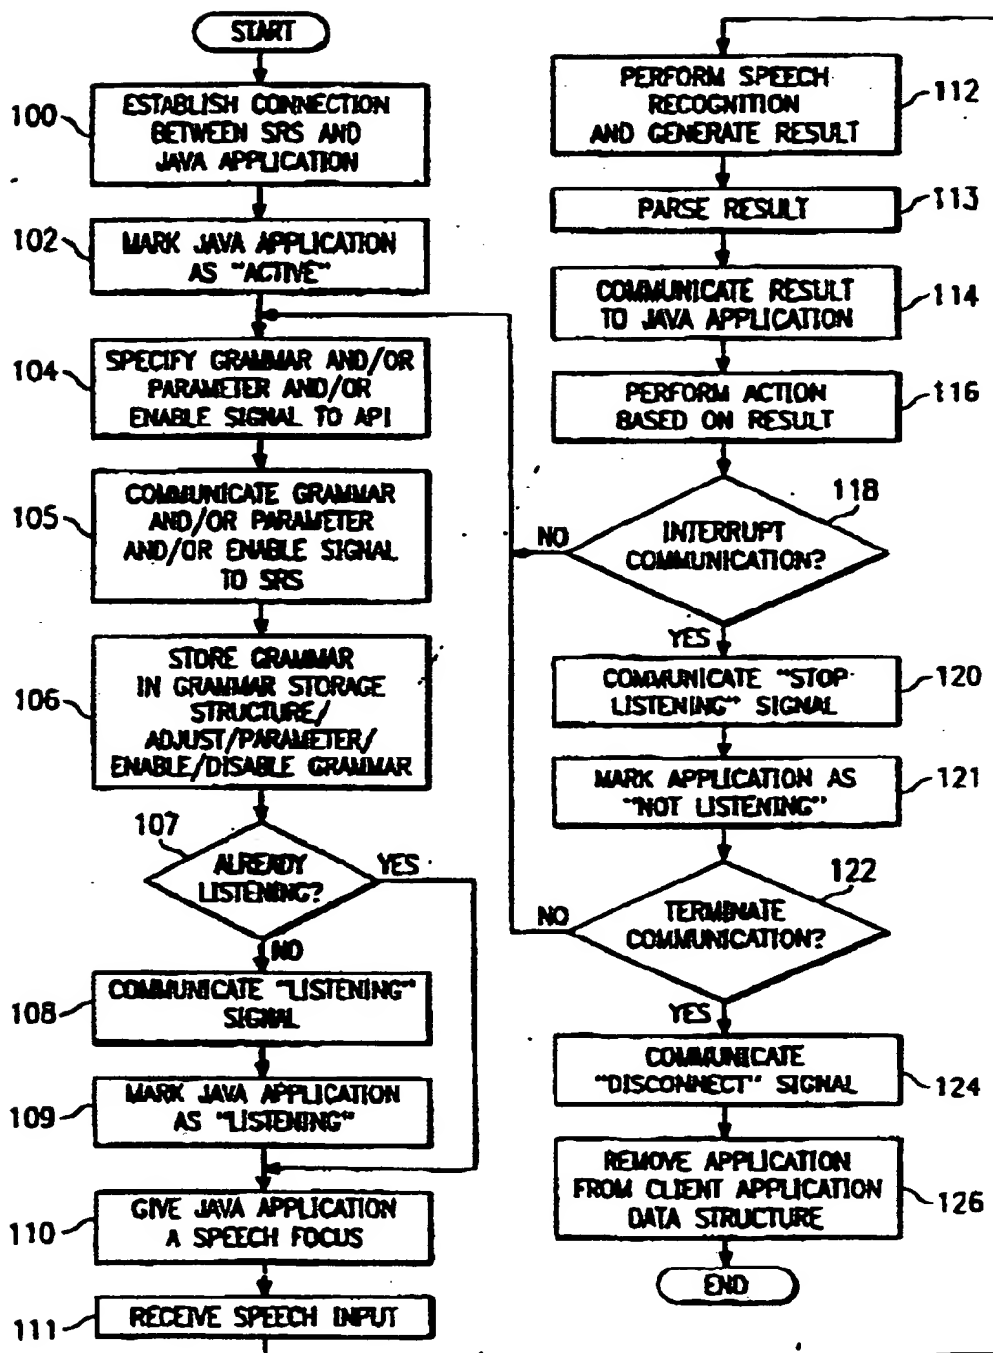 START
100
ESTABLISH CONNECTION
BETWEEN SRS AND
JAVA APPLICATION
102
MARK JAVA APPLICATION
AS "ACTIVE"
104
SPECIFY GRAMMAR AND/OR
PARAMETER AND/OR
ENABLE SIGNAL TO API
105
COMMUNICATE GRAMMAR
AND/OR PARAMETER
AND/OR ENABLE SIGNAL
TO SRS
106
STORE GRAMMAR
IN GRAMMAR STORAGE
STRUCTURE/
ADJUST/PARAMETER/
ENABLE/DISABLE GRAMMAR
107
ALREADY
LISTENING?
YES
NO
108
COMMUNICATE "LISTENING"
SIGNAL
109
MARK JAVA APPLICATION
AS "LISTENING"
110
GIVE JAVA APPLICATION
A SPEECH FOCUS
111
RECEIVE SPEECH INPUT
PERFORM SPEECH
RECOGNITION
AND GENERATE RESULT
112
PARSE RESULT
113
COMMUNICATE RESULT
TO JAVA APPLICATION
114
PERFORM ACTION
BASED ON RESULT
116
118
INTERRUPT
COMMUNICATION?
NO
YES
COMMUNICATE "STOP
LISTENING" SIGNAL
120
MARK APPLICATION AS
"NOT LISTENING"
121
122
TERMINATE
COMMUNICATION?
NO
YES
COMMUNICATE
"DISCONNECT" SIGNAL
124
REMOVE APPLICATION
FROM CLIENT APPLICATION
DATA STRUCTURE
126
END